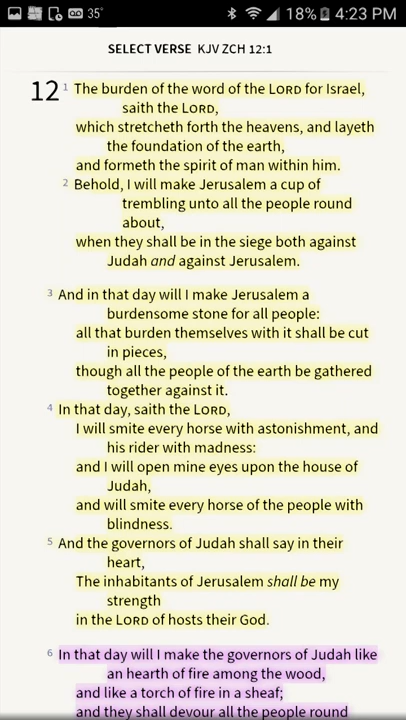 35°
18% 4:23 PM
SELECT VERSE KJV ZCH 12:1
12 1 The burden of the word of the LORD for Israel,
saith the LORD,
which stretcheth forth the heavens, and layeth
the foundation of the earth,
and formeth the spirit of man within him.
2 Behold, I will make Jerusalem a cup of
trembling unto all the people round
about,
when they shall be in the siege both against
Judah and against Jerusalem.
3 And in that day will I make Jerusalem a
burdensome stone for all people:
all that burden themselves with it shall be cut
in pieces,
though all the people of the earth be gathered
together against it.
4 In that day, saith the LORD,
I will smite every horse with astonishment, and
his rider with madness:
and I will open mine eyes upon the house of
Judah,
and will smite every horse of the people with
blindness.
5 And the governors of Judah shall say in their
heart,
The inhabitants of Jerusalem shall be my
strength
in the LORD of hosts their God.
6 In that day will I make the governors of Judah like
an hearth of fire among the wood,
and like a torch of fire in a sheaf;
and they shall devour all the people round